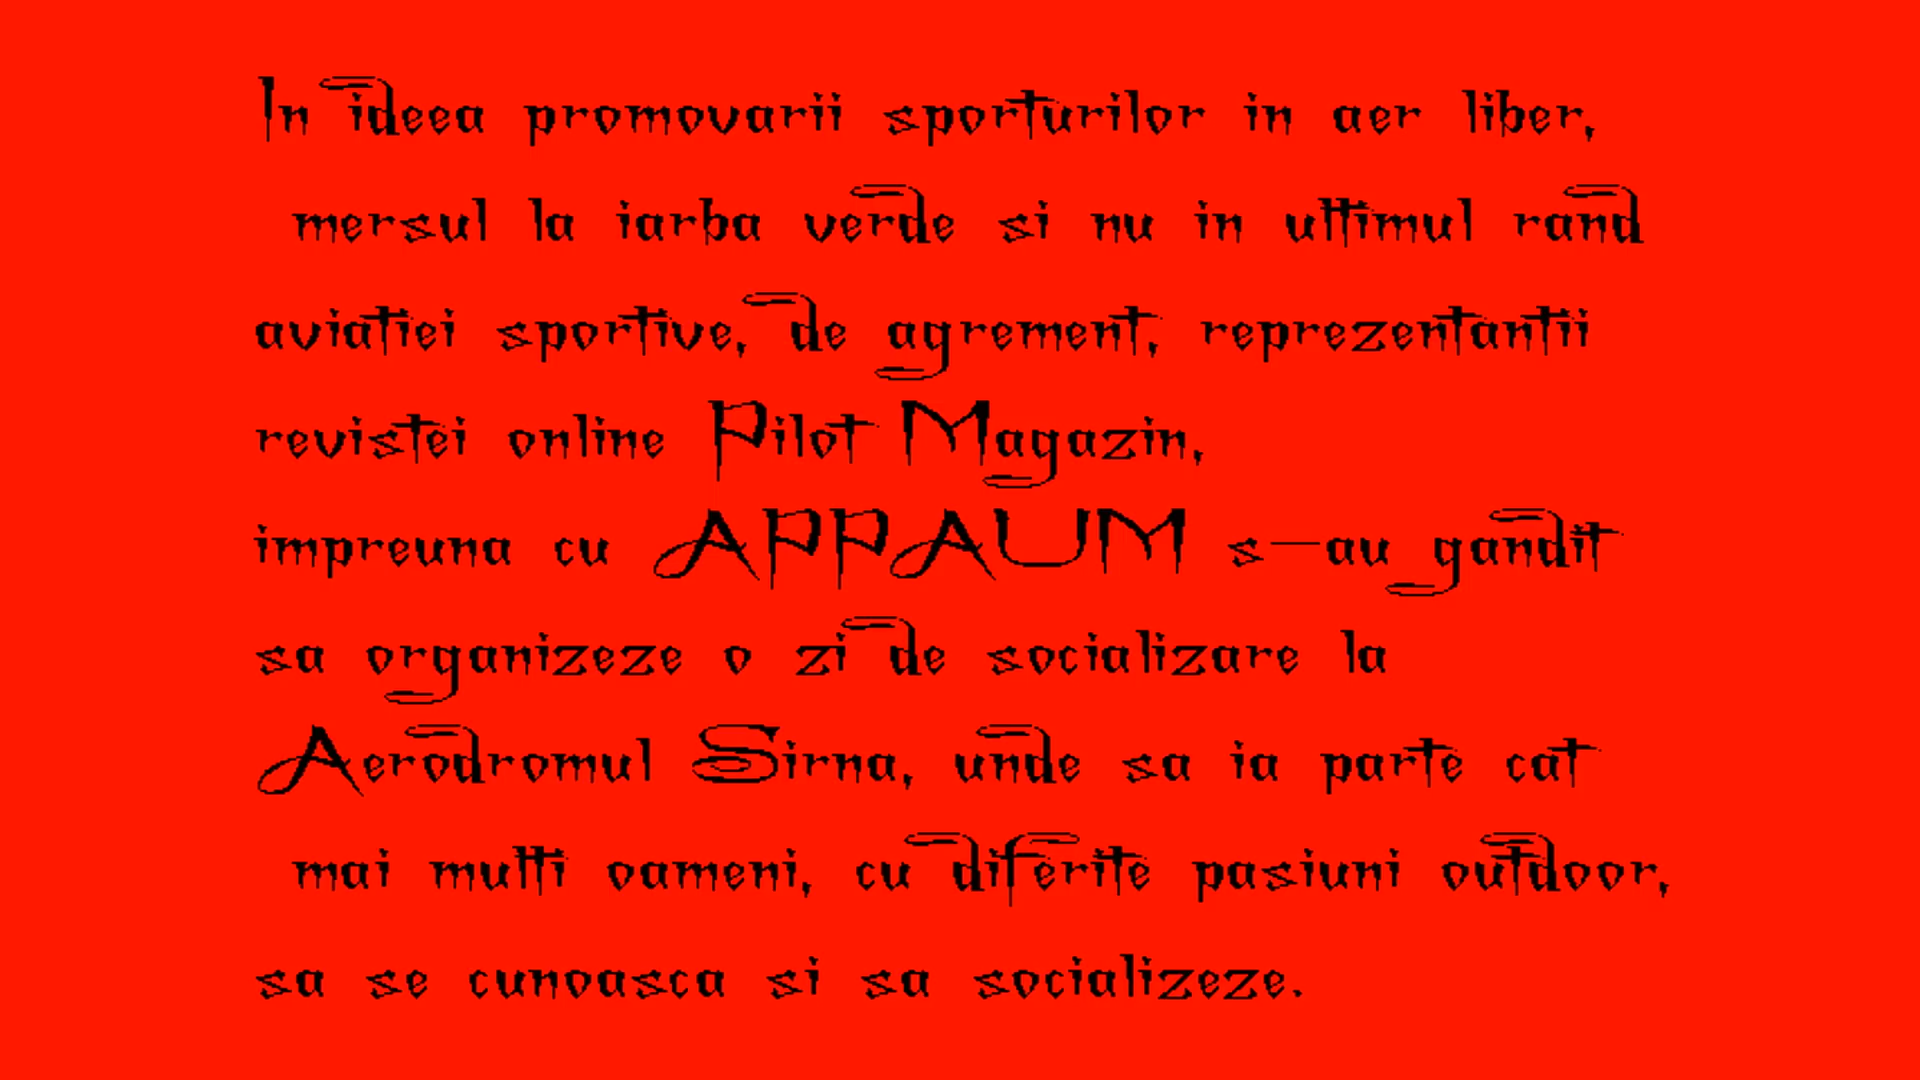 In ideea promovarii sporturilor in aer liber,
mersul la iarba verde si nu in ultimul rand
aviatiei sportive, de agrement, reprezentantii
revistei online Pilot Magazin,
impreuna cu APPAUM s-au gandit
sa organizeze o zi de socializare la
Aerodromul Sirna, unde sa ia parte cat
mai multi oameni, cu diferite pasiuni outdoor,
sa se cunoasca si sa socializeze.